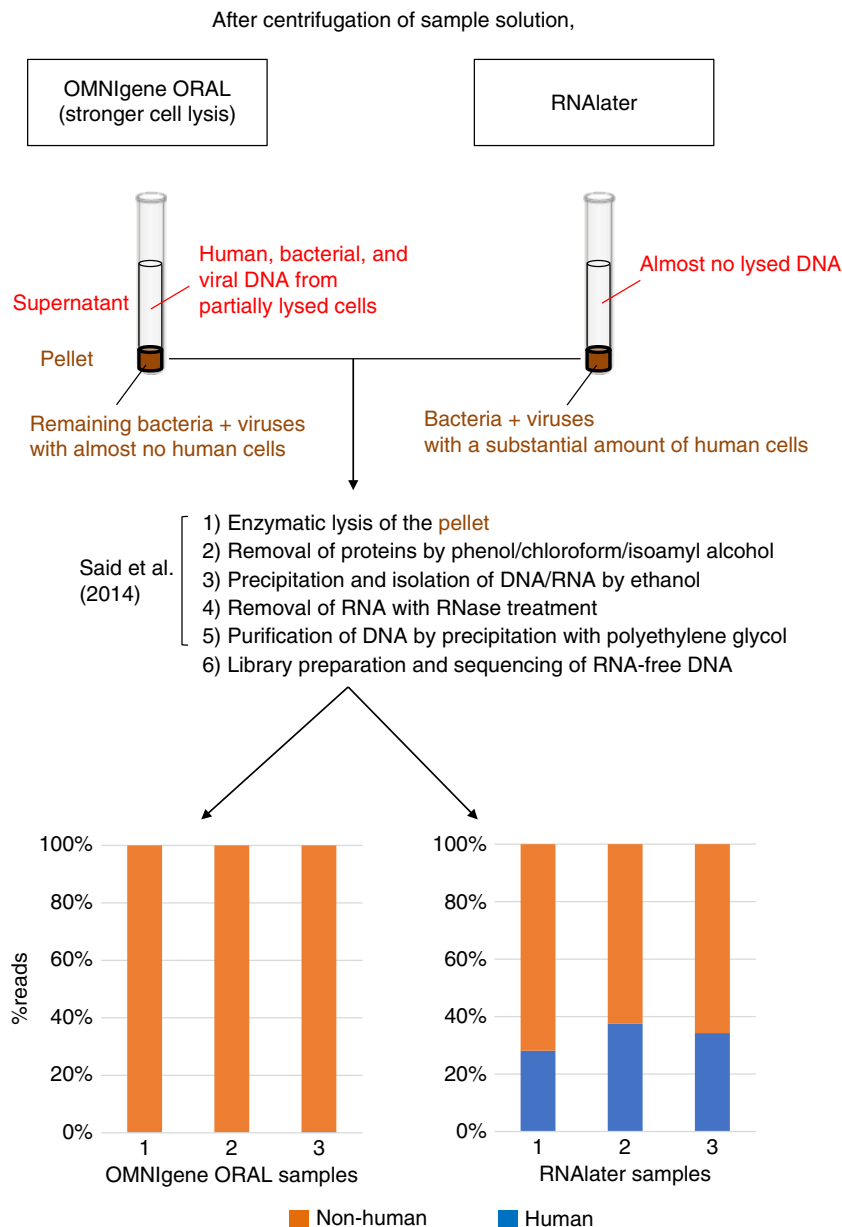 After centrifugation of sample solution,
OMNIgene ORAL
(stronger cell lysis)
RNAlater
Human, bacterial, and
viral DNA from
partially lysed cells
Almost no lysed DNA
Supernatant
Pellet
Remaining bacteria + viruses
with almost no human cells
Bacteria + viruses
with a substantial amount of human cells
Said et al.
(2014)
1) Enzymatic lysis of the pellet
2) Removal of proteins by phenol/chloroform/isoamyl alcohol
3) Precipitation and isolation of DNA/RNA by ethanol
4) Removal of RNA with RNase treatment
5) Purification of DNA by precipitation with polyethylene glycol
6) Library preparation and sequencing of RNA-free DNA
%reads
100%
80%
60%
40%
20%
0%
1 2 3
OMNIgene ORAL samples
100%
80%
60%
40%
20%
0%
1 2 3
RNAlater samples
Non-human
Human